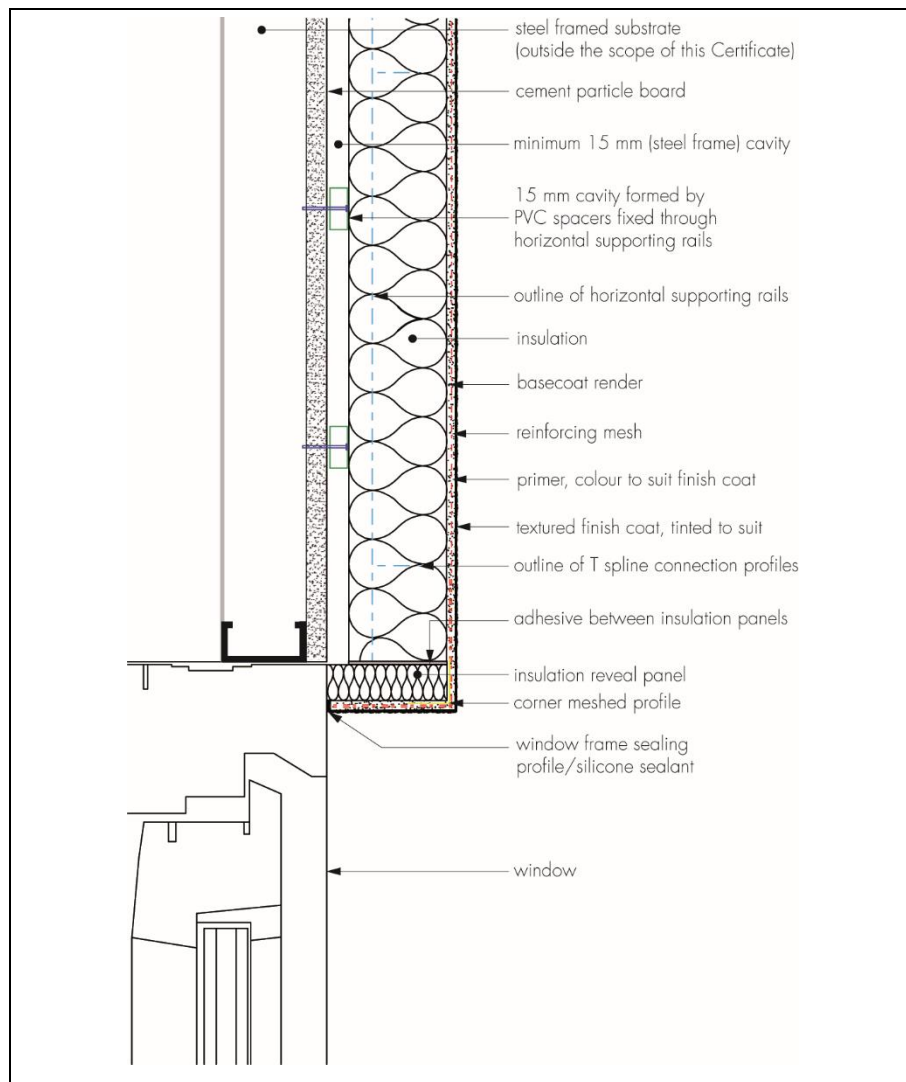 steel framed substrate
(outside the scope of this Certificate)
cement particle board
minimum 15 mm (steel frame) cavity
15 mm cavity formed by
PVC spacers fixed through
horizontal supporting rails
outline of horizontal supporting rails
insulation
basecoat render
reinforcing mesh
primer, colour to suit finish coat
textured finish coat, tinted to suit
outline of T spline connection profiles
adhesive between insulation panels
insulation reveal panel
corner meshed profile
window frame sealing
profile/silicone sealant
window